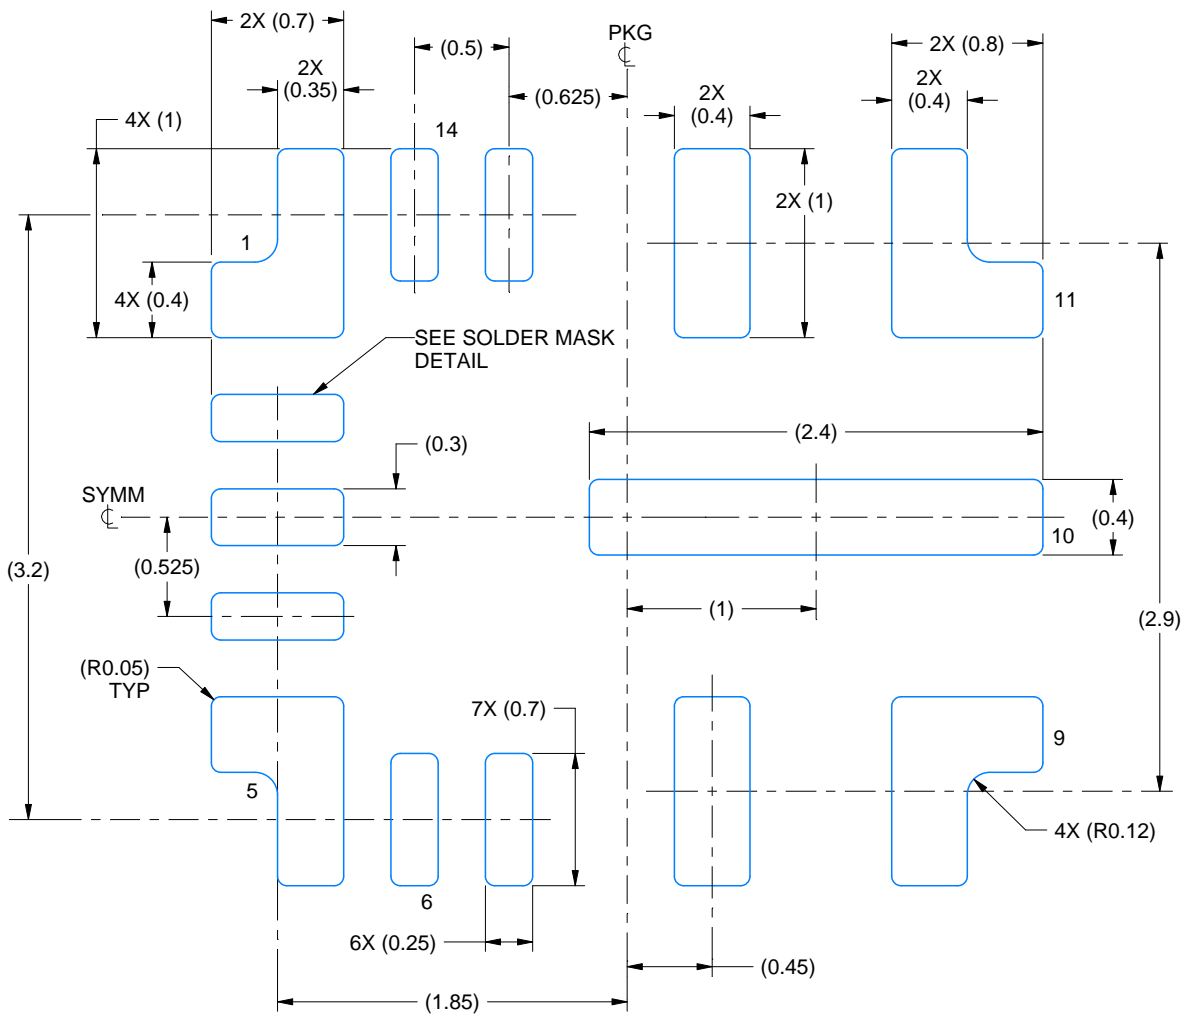 2X (0.7)
(0.5)
PKG
2X (0.8)
2X
(0.35)
(0.625)
2X
(0.4)
2X
(0.4)
4X (1)
14
2X (1)
1
4X (0.4)
11
SEE SOLDER MASK
DETAIL
(2.4)
(0.3)
SYMM
(0.4)
10
(3.2)
(0.525)
(1)
(2.9)
(R0.05)
TYP
7X (0.7)
9
5
4X (R0.12)
6
6X (0.25)
(0.45)
(1.85)